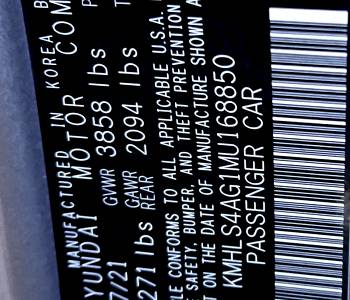 MANUFACTURED IN KOREA B
YUNDAI MOTOR COM
7/21 GVWR 3858 lbs
271 lbs GAWR REAR 2094 lbs
LE CONFORMS TO ALL APPLICABLE U.S.A.
SAFETY, BUMPER, AND THEFT PREVENTION
T ON THE DATE OF MANUFACTURE SHOWN A
KMHLS4AG1MU168850
PASSENGER CAR